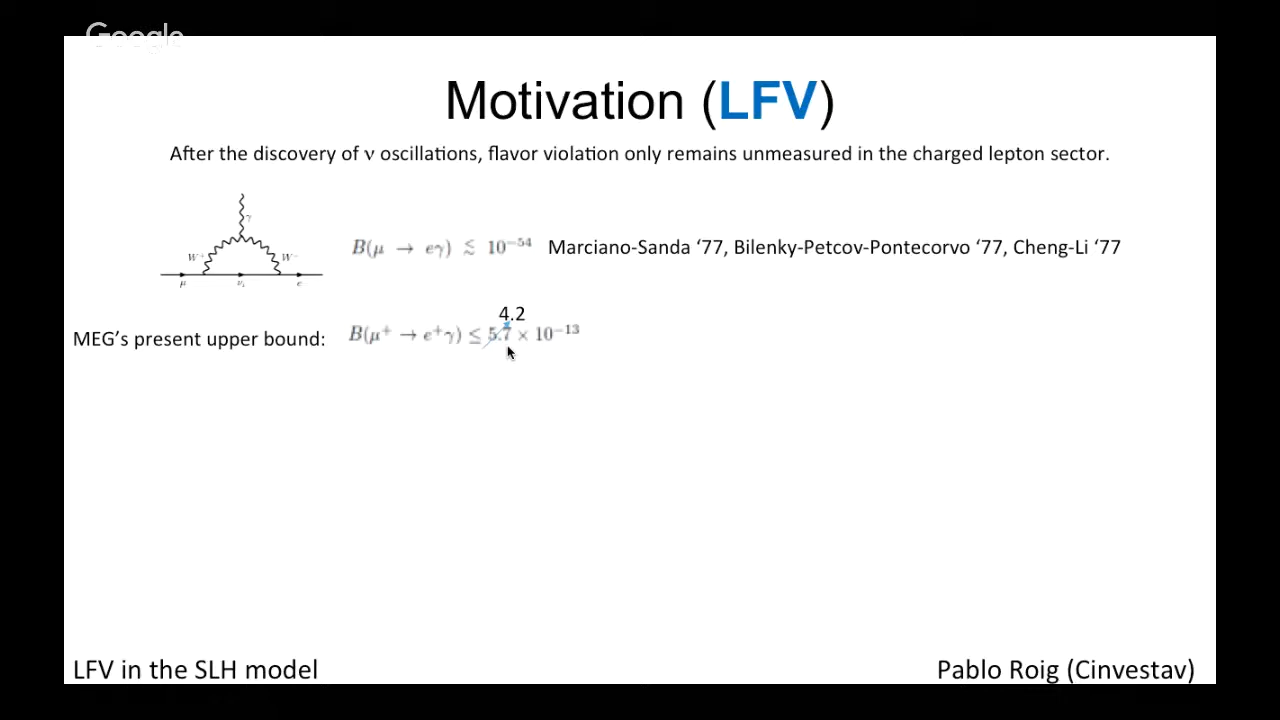 Google
Motivation (LFV)
After the discovery of ν oscillations, flavor violation only remains unmeasured in the charged lepton sector.
γ
W⁺ W⁻
μ νᵢ e
B(μ → eγ) ≲ 10⁻⁵⁴ Marciano-Sanda ‘77, Bilenky-Petcov-Pontecorvo ‘77, Cheng-Li ‘77
4.2
MEG’s present upper bound: B(μ⁺ → e⁺γ) ≤ 5.7 × 10⁻¹³
LFV in the SLH model
Pablo Roig (Cinvestav)